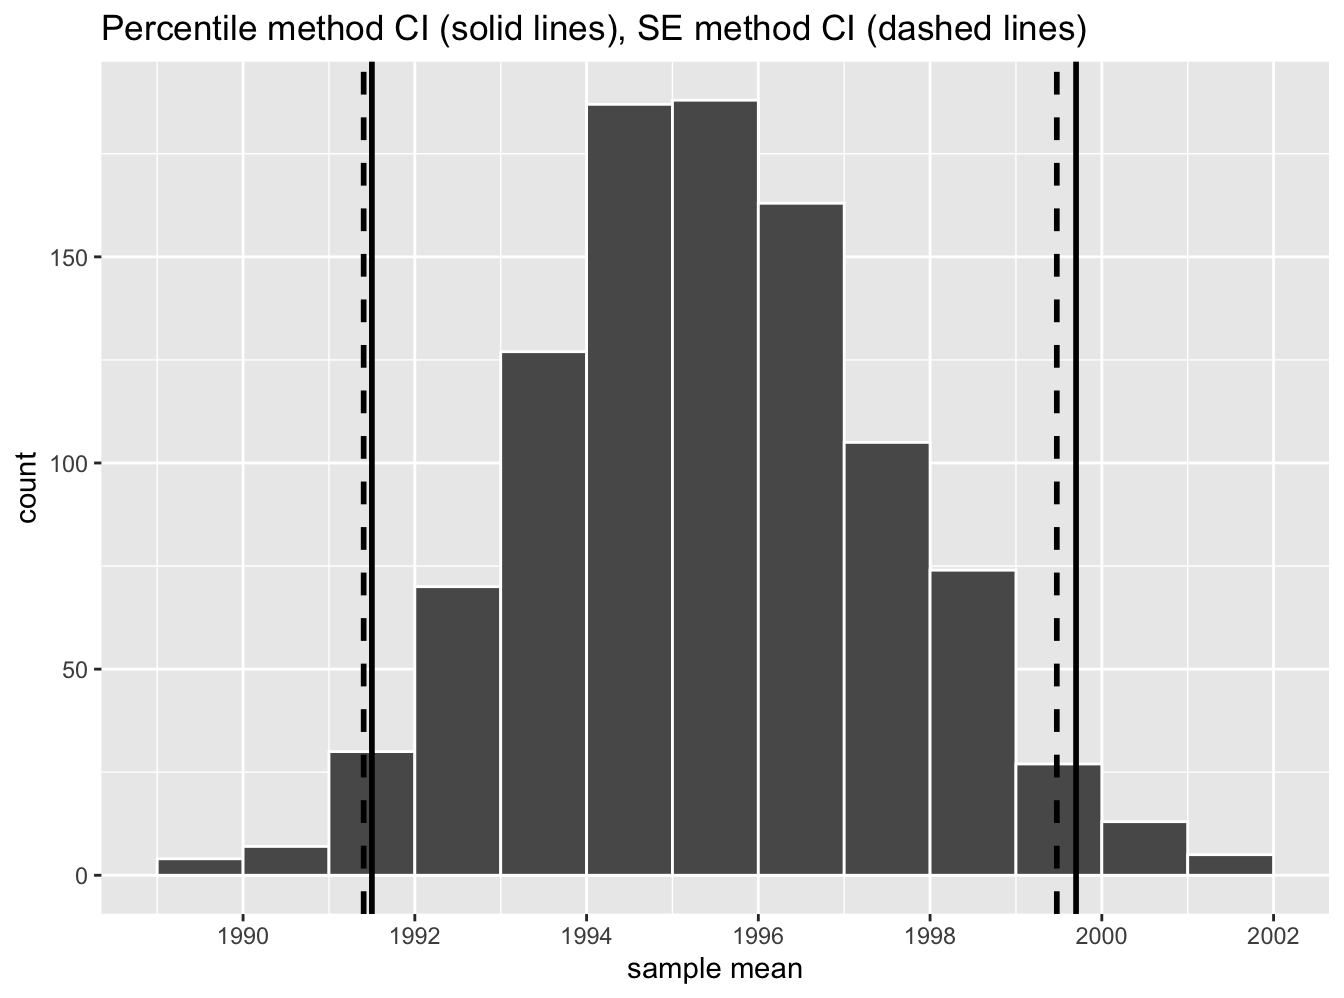 Percentile method CI (solid lines), SE method CI (dashed lines)
150
100
50
0
count
1990 1992 1994 1996 1998 2000 2002
sample mean